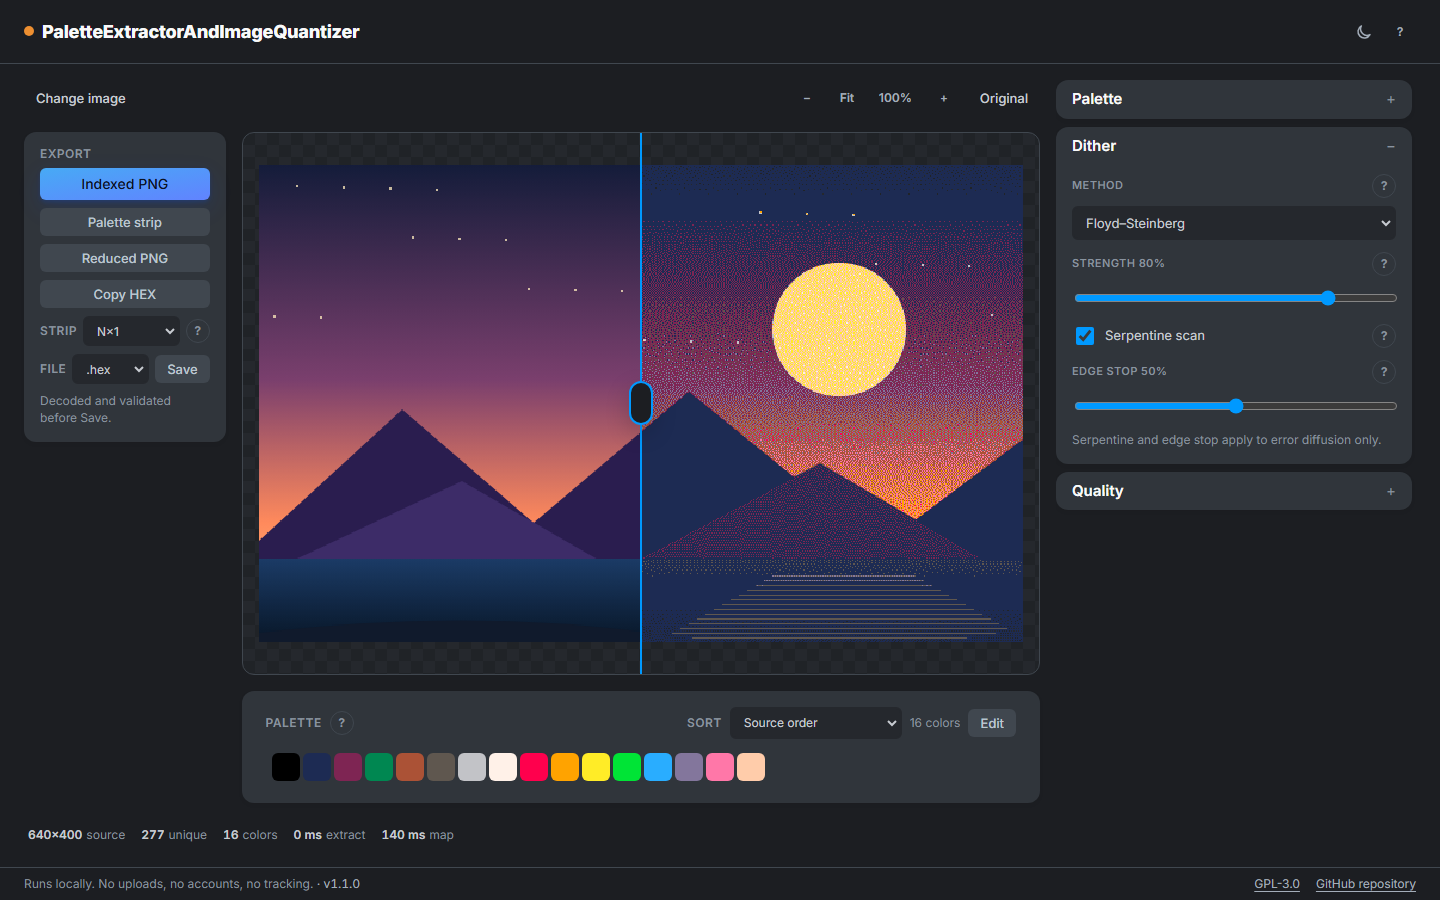 PaletteExtractorAndImageQuantizer
?
Change image
− Fit 100% + Original
EXPORT
Indexed PNG
Palette strip
Reduced PNG
Copy HEX
STRIP N×1 ?
FILE .hex Save
Decoded and validated
before Save.
PALETTE ? SORT Source order 16 colors Edit
640×400 source 277 unique 16 colors 0 ms extract 140 ms map
Palette +
Dither −
METHOD ?
Floyd–Steinberg
STRENGTH 80% ?
Serpentine scan ?
EDGE STOP 50% ?
Serpentine and edge stop apply to error diffusion only.
Quality +
Runs locally. No uploads, no accounts, no tracking. · v1.1.0
GPL-3.0 GitHub repository